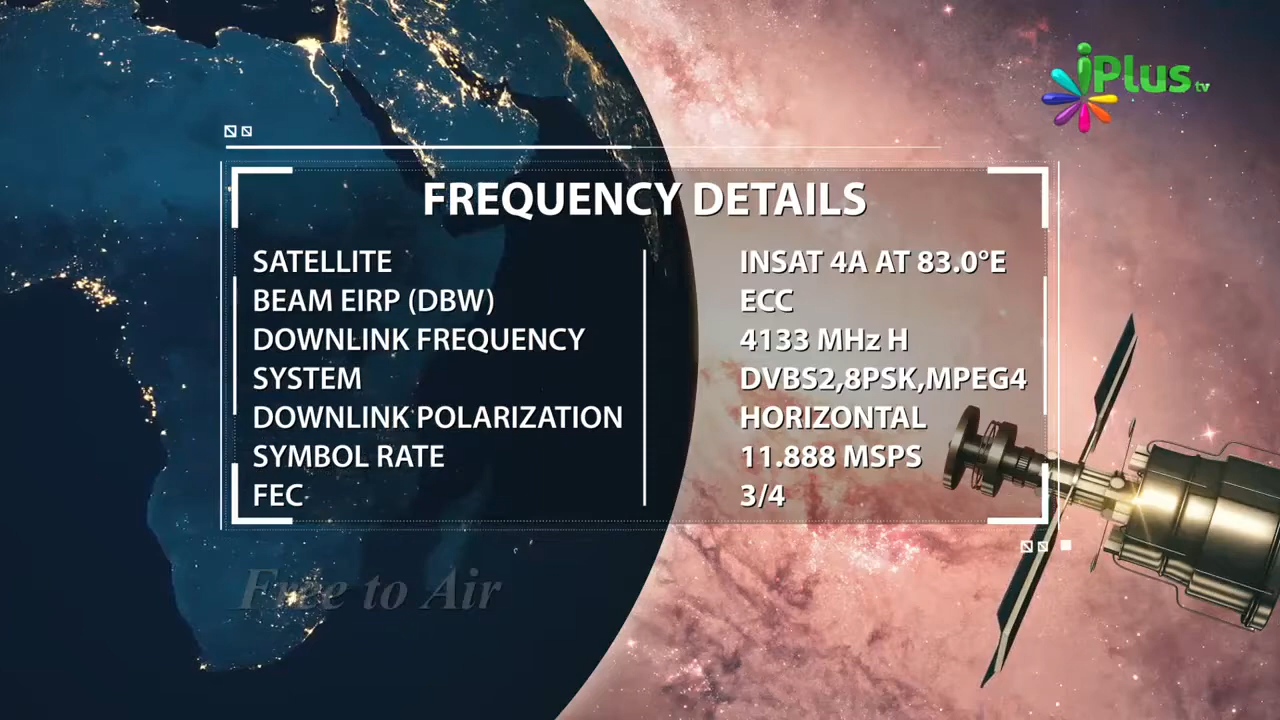 iPlus tv
FREQUENCY DETAILS
SATELLITE INSAT 4A AT 83.0°E
BEAM EIRP (DBW) ECC
DOWNLINK FREQUENCY 4133 MHz H
SYSTEM DVBS2,8PSK,MPEG4
DOWNLINK POLARIZATION HORIZONTAL
SYMBOL RATE 11.888 MSPS
FEC 3/4
Free to Air